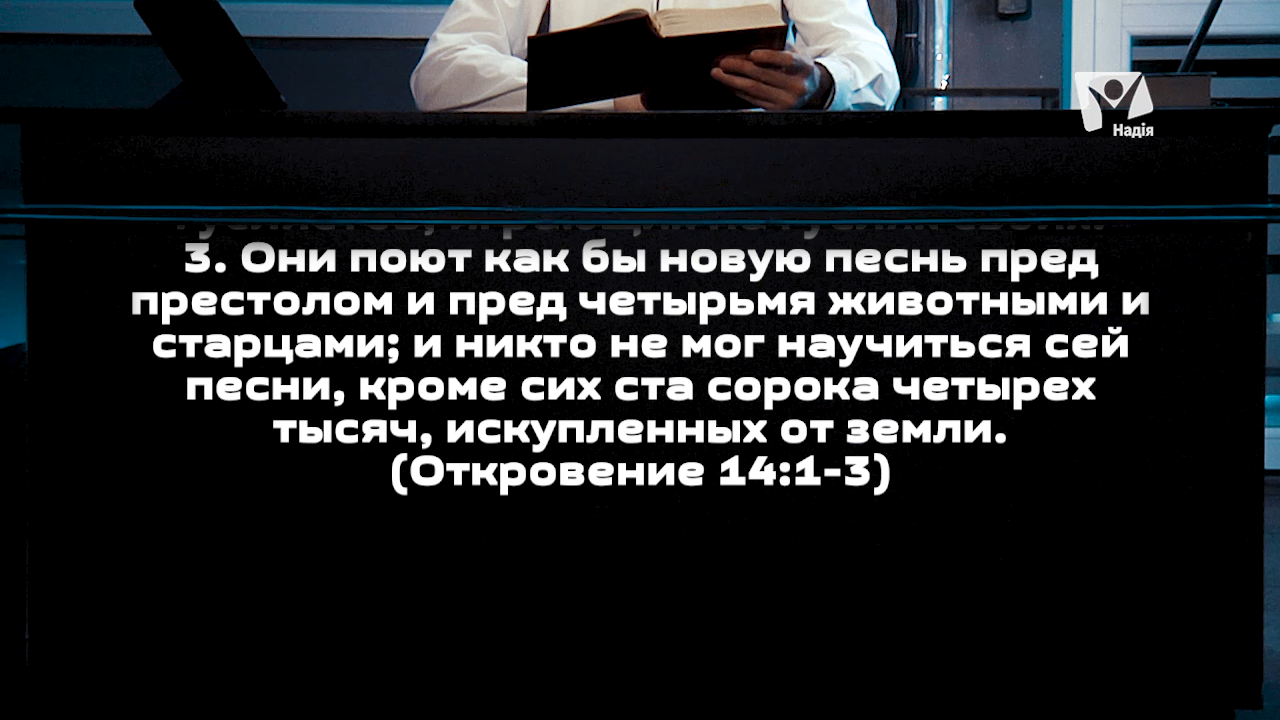 Надія
3. Они поют как бы новую песнь пред
престолом и пред четырьмя животными и
старцами; и никто не мог научиться сей
песни, кроме сих ста сорока четырех
тысяч, искупленных от земли.
(Откровение 14:1-3)